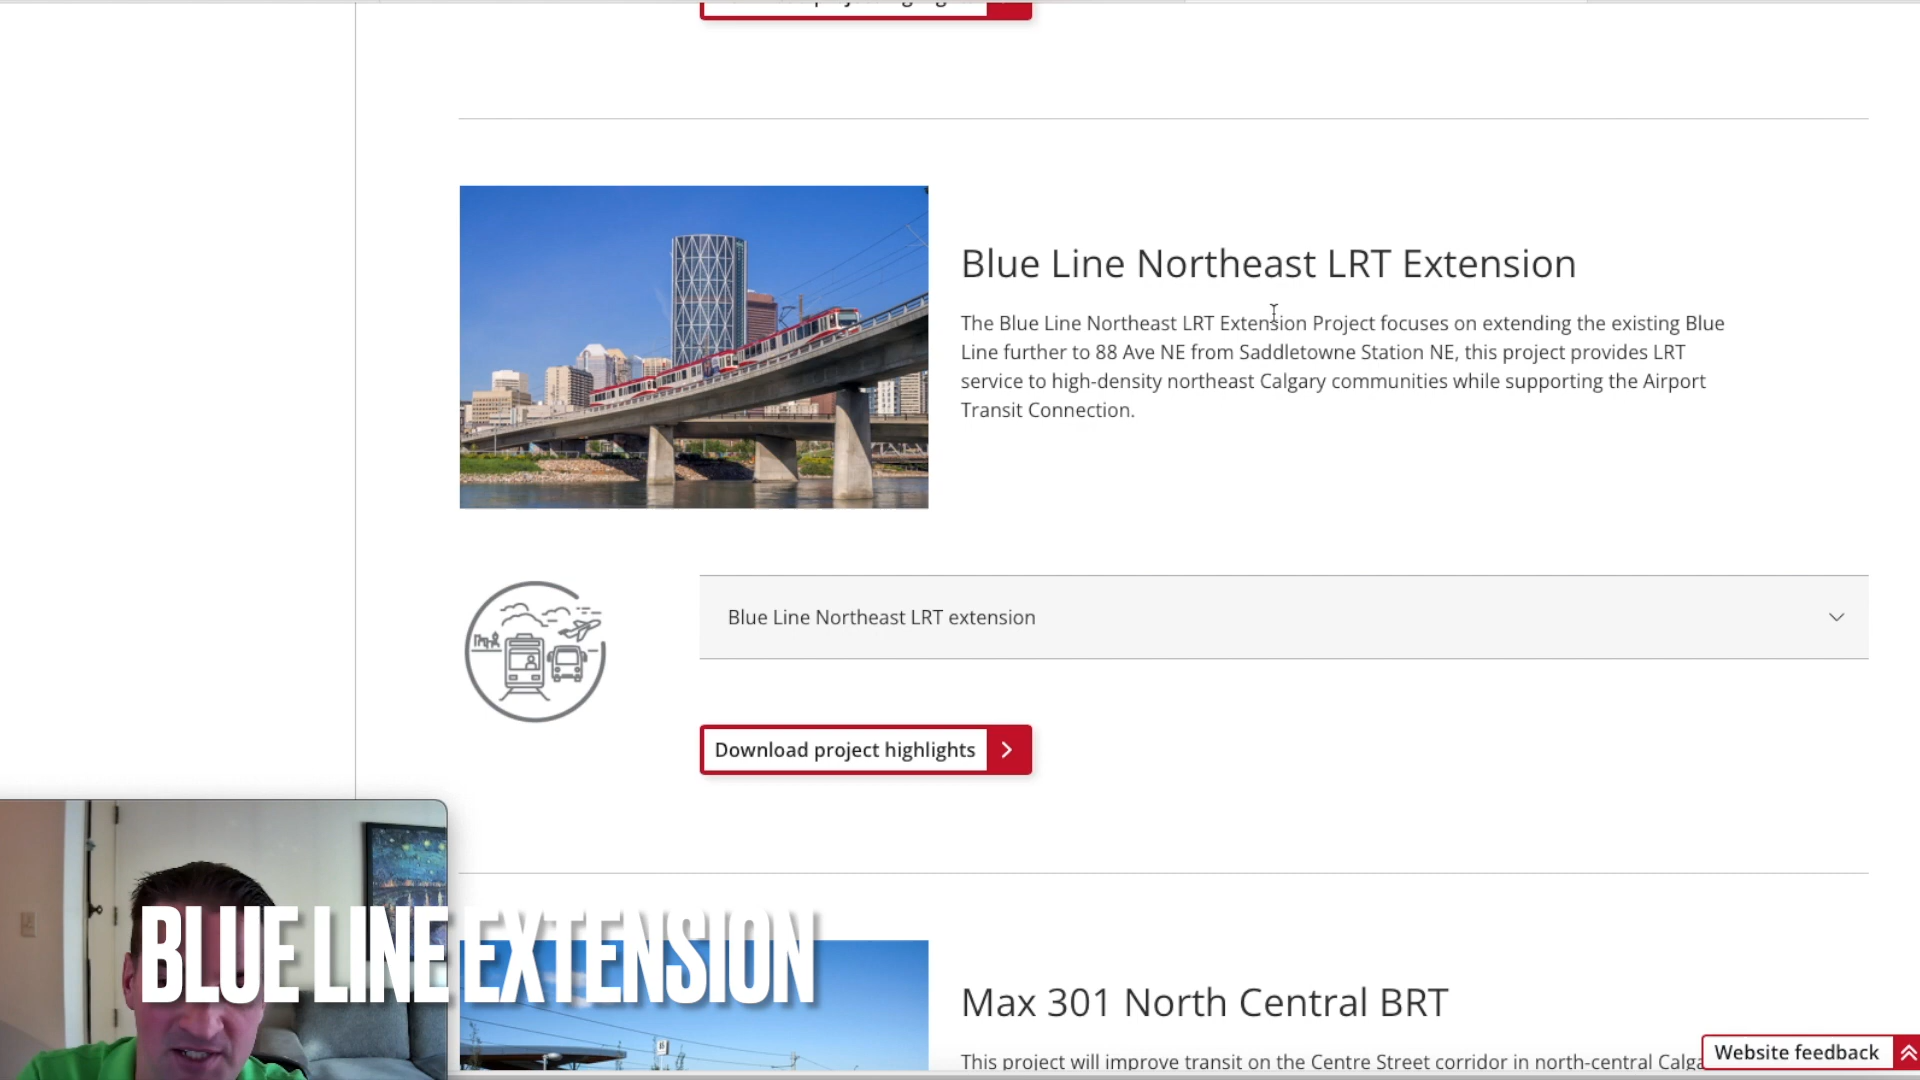 Blue Line Northeast LRT Extension
The Blue Line Northeast LRT Extension Project focuses on extending the existing Blue
Line further to 88 Ave NE from Saddletowne Station NE, this project provides LRT
service to high-density northeast Calgary communities while supporting the Airport
Transit Connection.
Blue Line Northeast LRT extension
Download project highlights
BLUE LINE EXTENSION
Max 301 North Central BRT
This project will improve transit on the Centre Street corridor in north-central
Website feedback